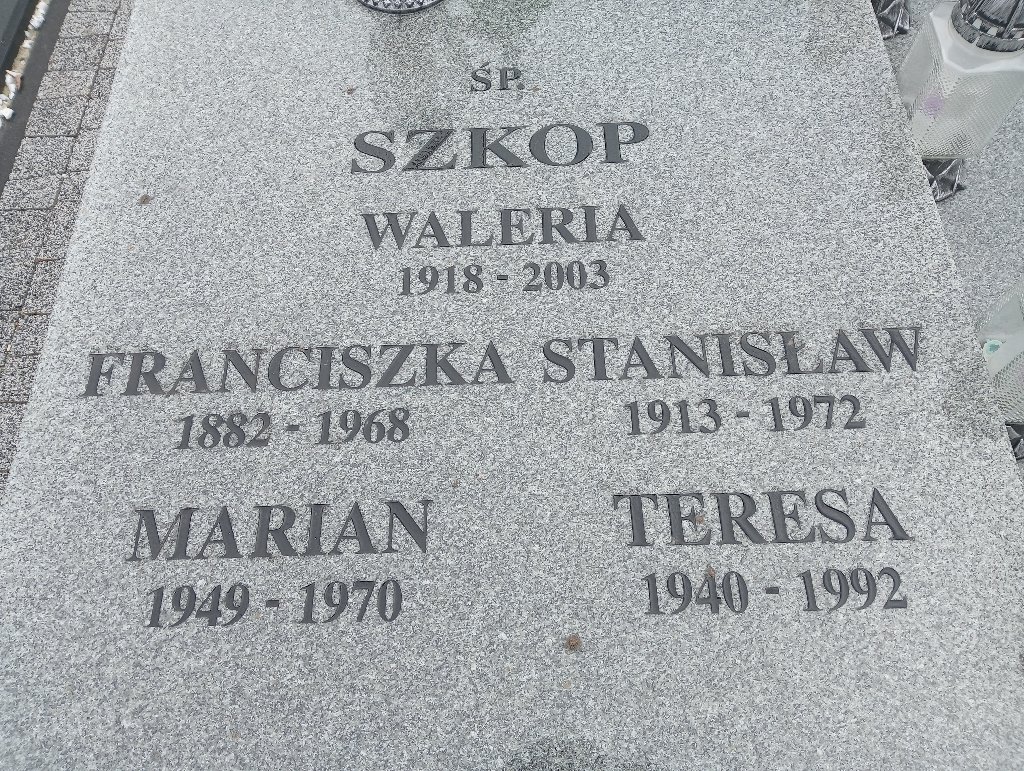 ŚP.
SZKOP
WALERIA
1918 - 2003
FRANCISZKA STANISŁAW
1882 - 1968 1913 - 1972
MARIAN TERESA
1949 - 1970 1940 - 1992